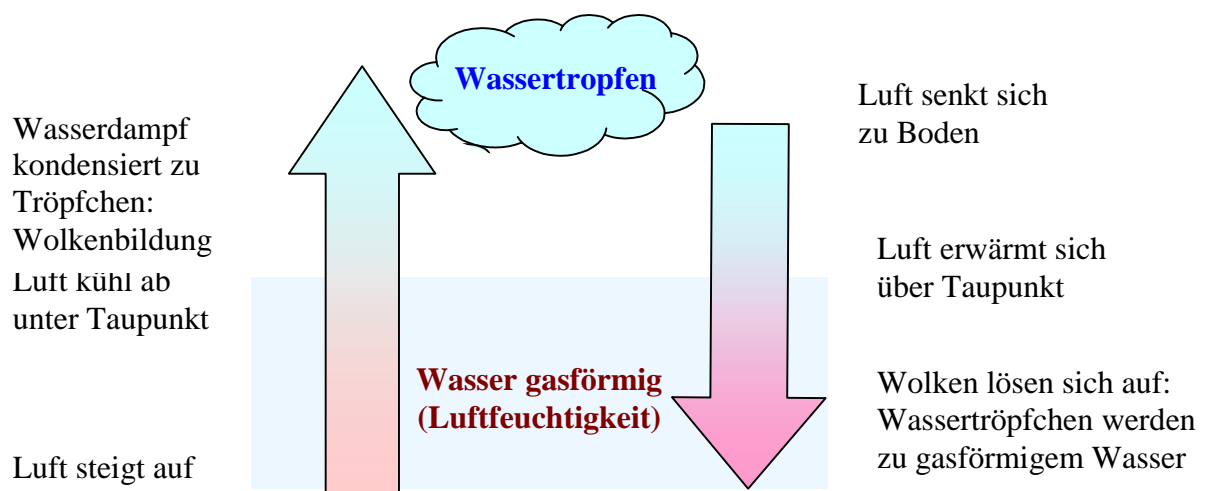 Wassertropfen
Wasserdampf
kondensiert zu
Tröpfchen:
Wolkenbildung
Luft kühl ab
unter Taupunkt
Luft steigt auf
Wasser gasförmig
(Luftfeuchtigkeit)
Luft senkt sich
zu Boden
Luft erwärmt sich
über Taupunkt
Wolken lösen sich auf:
Wassertröpfchen werden
zu gasförmigem Wasser